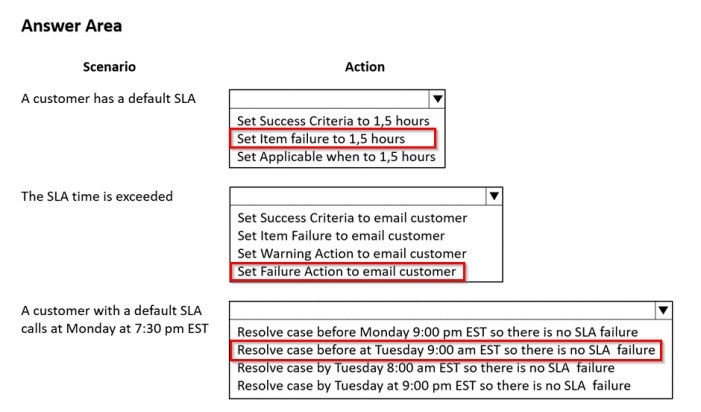 Answer Area
Scenario
Action
A customer has a default SLA
Set Success Criteria to 1,5 hours
Set Item failure to 1,5 hours
Set Applicable when to 1,5 hours
The SLA time is exceeded
Set Success Criteria to email customer
Set Item Failure to email customer
Set Warning Action to email customer
Set Failure Action to email customer
A customer with a default SLA
calls at Monday at 7:30 pm EST
Resolve case before Monday 9:00 pm EST so there is no SLA failure
Resolve case before at Tuesday 9:00 am EST so there is no SLA failure
Resolve case by Tuesday 8:00 am EST so there is no SLA failure
Resolve case by Tuesday at 9:00 pm EST so there is no SLA failure